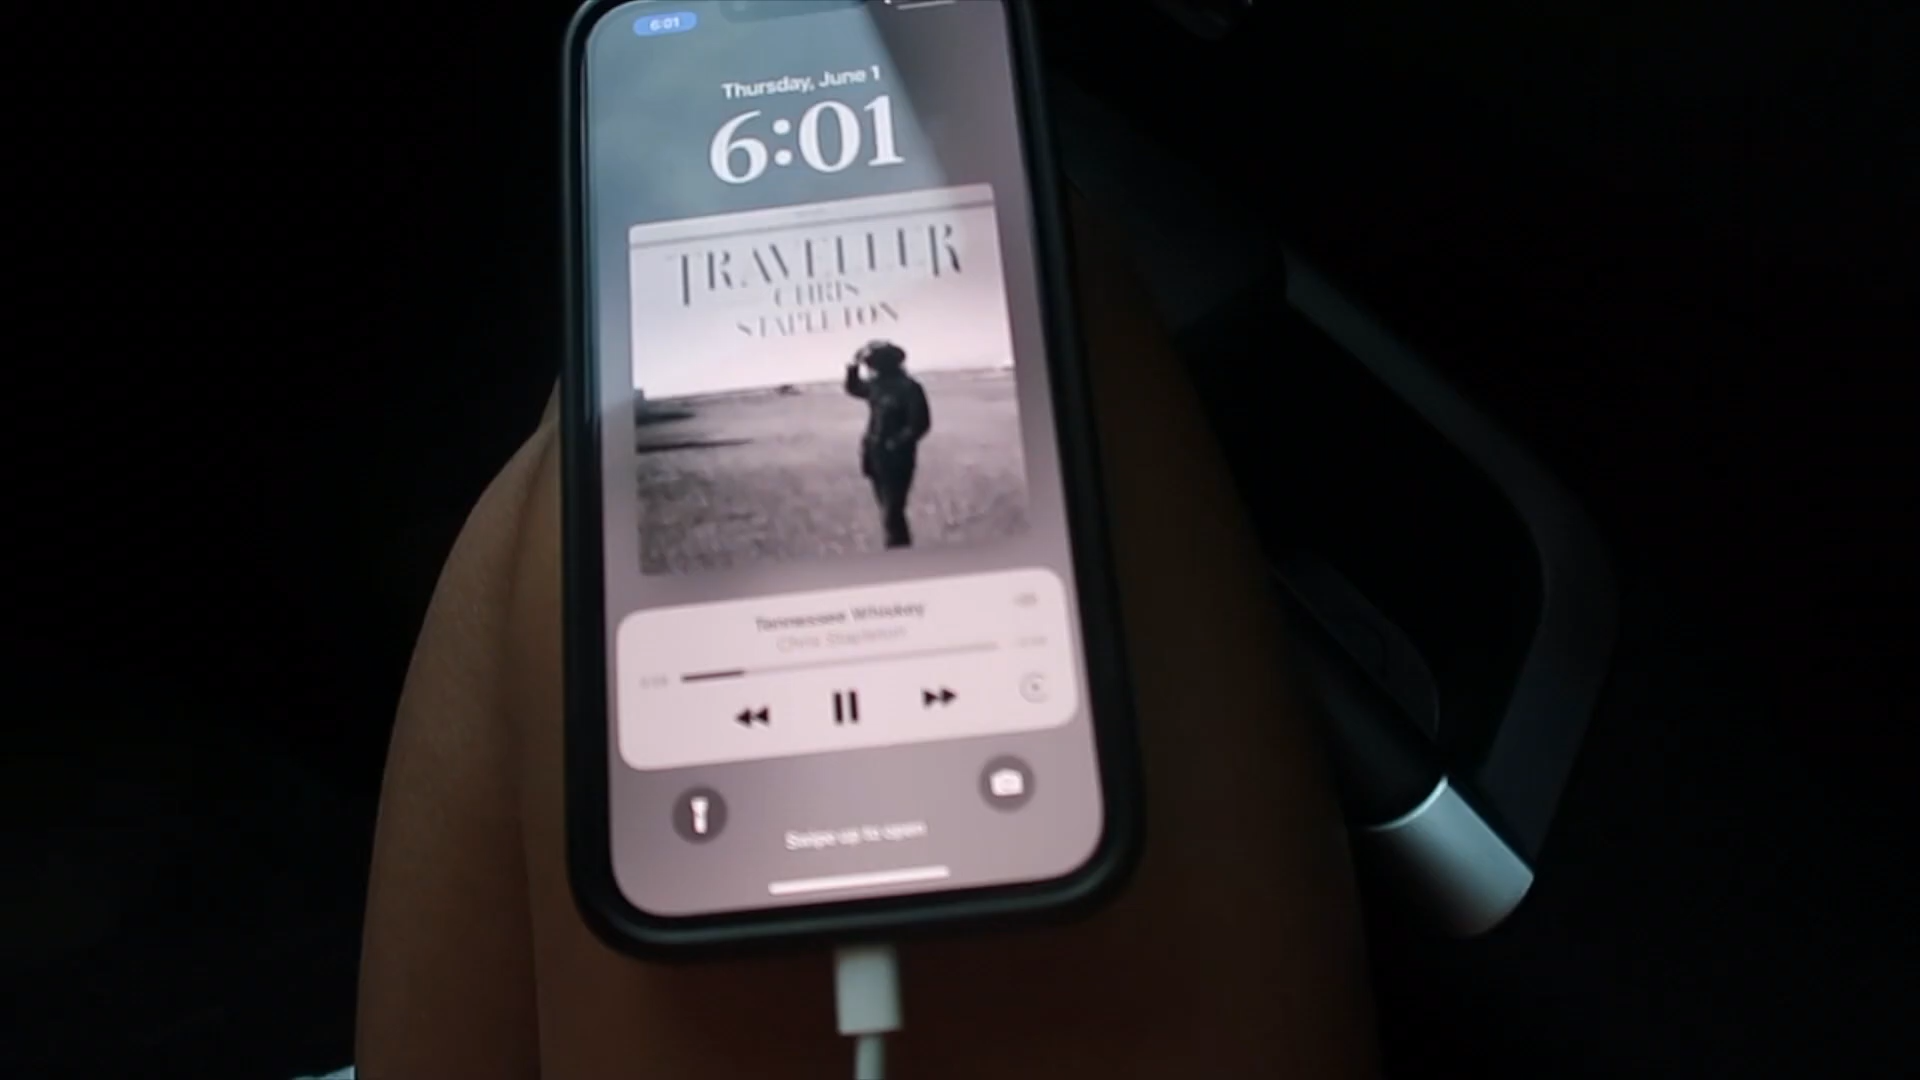 6:01
Thursday, June 1
6:01
TRAVELLER
CHRIS
STAPLETON
Tennessee Whiskey
Chris Stapleton
Swipe up to open